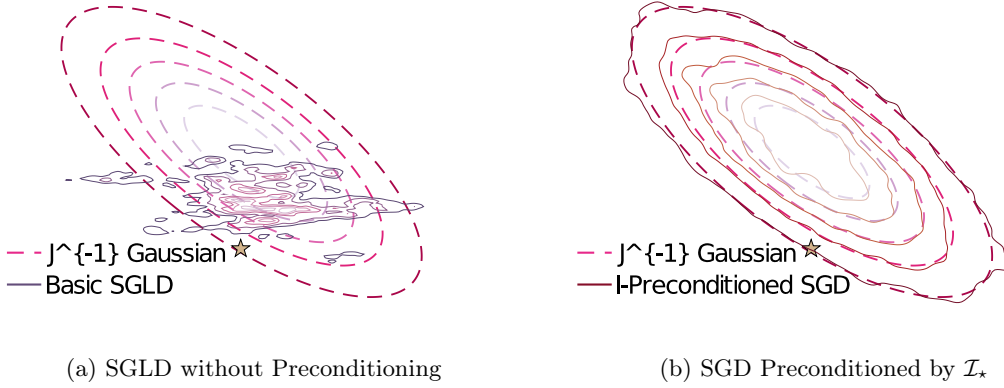 J^{-1} Gaussian
Basic SGLD
(a) SGLD without Preconditioning
J^{-1} Gaussian
I-Preconditioned SGD
(b) SGD Preconditioned by 𝓘⋆